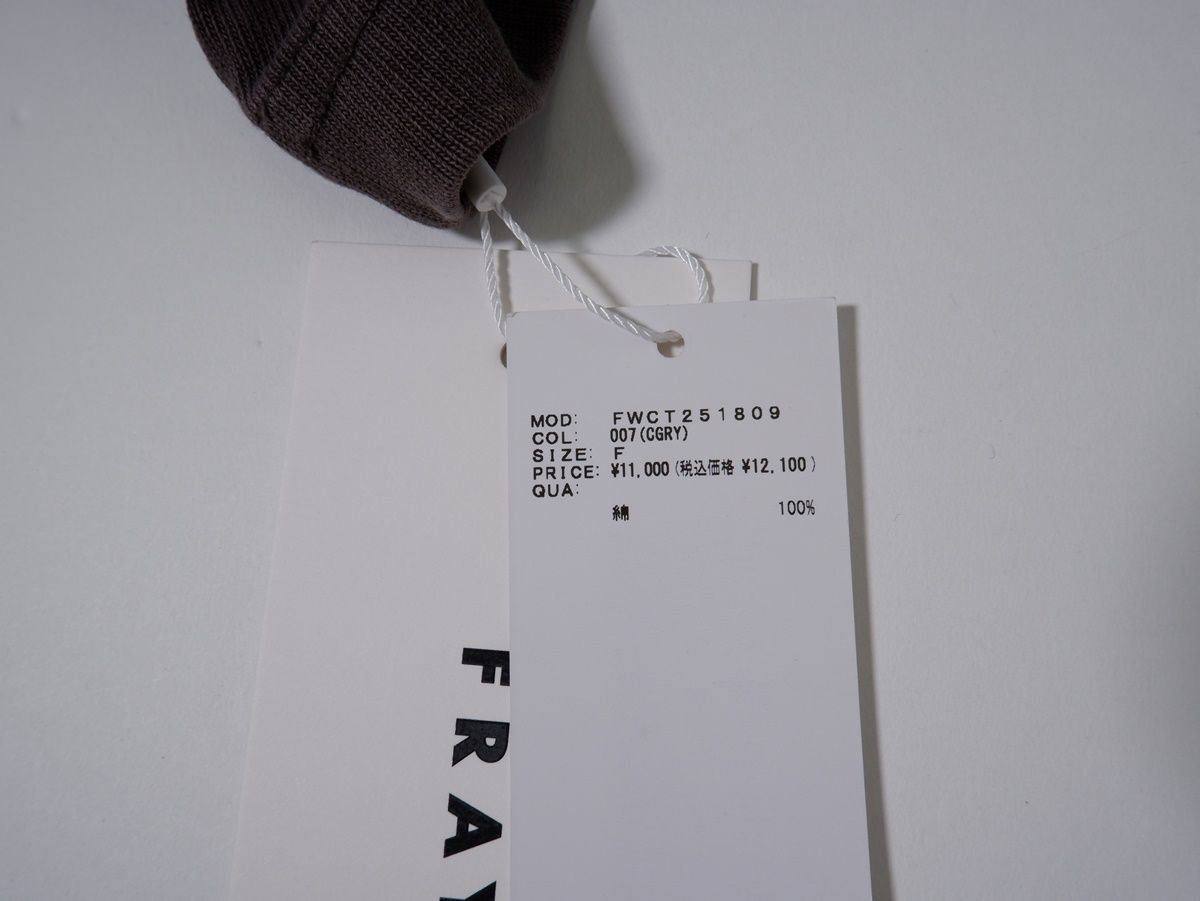 MOD: FWCT251809
COL: 007(CGRY)
SIZE: F
PRICE: ¥11,000(税込価格 ¥12,100)
QUA:
綿 100%
FRAY